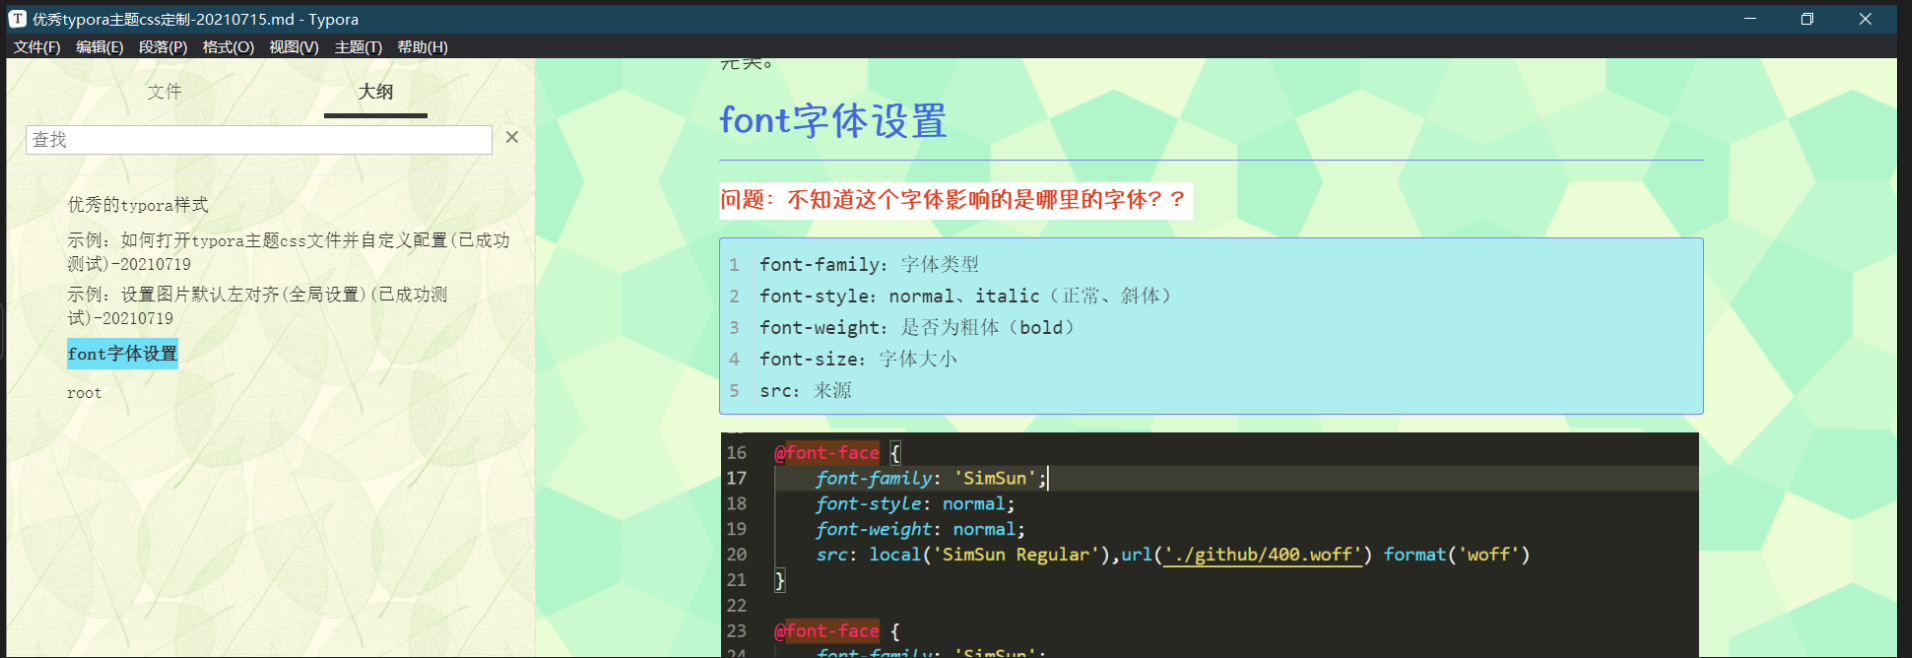 优秀typora主题css定制-20210715.md - Typora
文件(F) 编辑(E) 段落(P) 格式(O) 视图(V) 主题(T) 帮助(H)
文件 大纲
查找
优秀的typora样式
示例：如何打开typora主题css文件并自定义配置(已成功
测试)-20210719
示例：设置图片默认左对齐(全局设置)(已成功测
试)-20210719
font字体设置
root
font字体设置
问题：不知道这个字体影响的是哪里的字体？？
1 font-family：字体类型
2 font-style：normal、italic（正常、斜体）
3 font-weight：是否为粗体（bold）
4 font-size：字体大小
5 src：来源
16 @font-face {
17 font-family: 'SimSun';
18 font-style: normal;
19 font-weight: normal;
20 src: local('SimSun Regular'),url('./github/400.woff') format('woff')
21 }
22
23 @font-face {
24 font-family: 'SimSun';